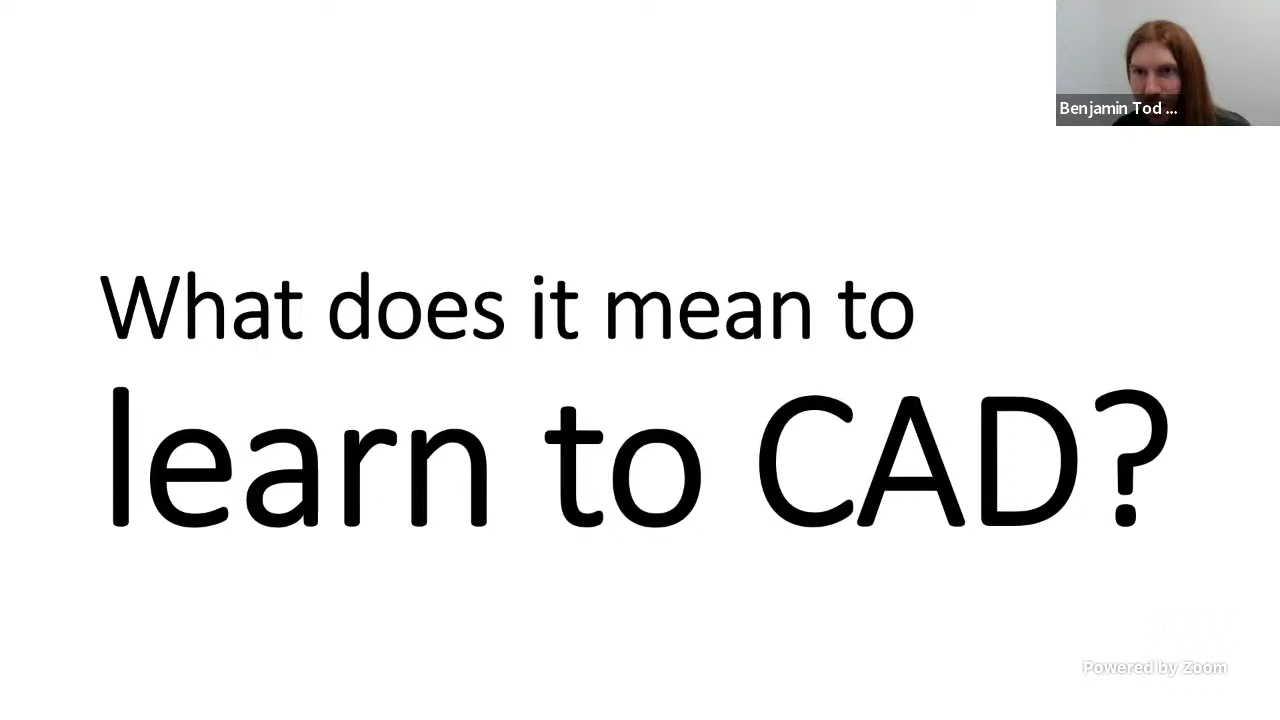 Benjamin Tod ...
What does it mean to
learn to CAD?
Powered by Zoom